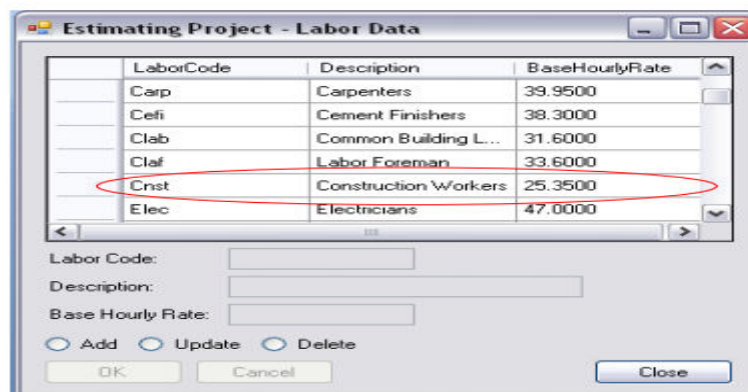 Estimating Project - Labor Data
LaborCode Description BaseHourlyRate
Carp Carpenters 39.9500
Cefi Cement Finishers 38.3000
Clab Common Building L... 31.6000
Claf Labor Foreman 33.6000
Cnst Construction Workers 25.3500
Elec Electricians 47.0000
Labor Code:
Description:
Base Hourly Rate:
Add Update Delete
OK Cancel Close